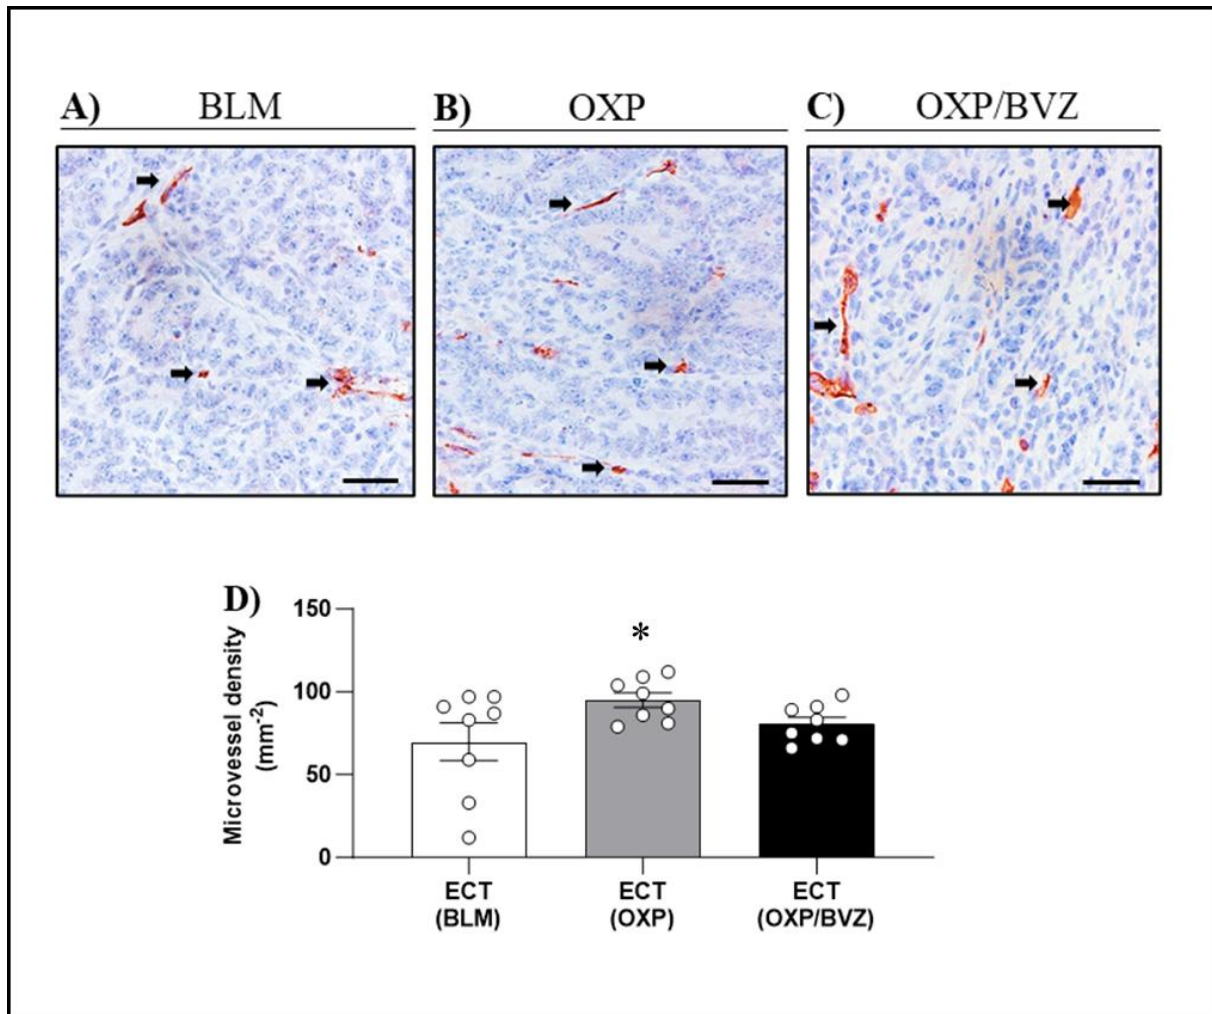 A) BLM
B) OXP
C) OXP/BVZ
D)
Microvessel density
(mm⁻²)
150
100
50
0
*
ECT
(BLM)
ECT
(OXP)
ECT
(OXP/BVZ)